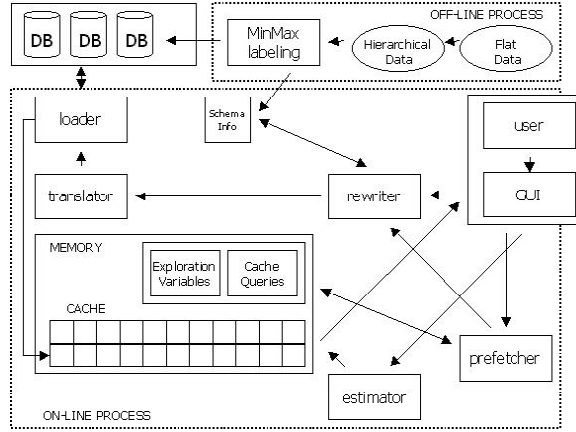 OFF-LINE PROCESS
DB DB DB
MinMax
labeling
Hierarchical
Data
Flat
Data
loader
Schema
Info
user
translator
rewriter
GUI
MEMORY
Exploration
Variables
Cache
Queries
CACHE
prefetcher
estimator
ON-LINE PROCESS